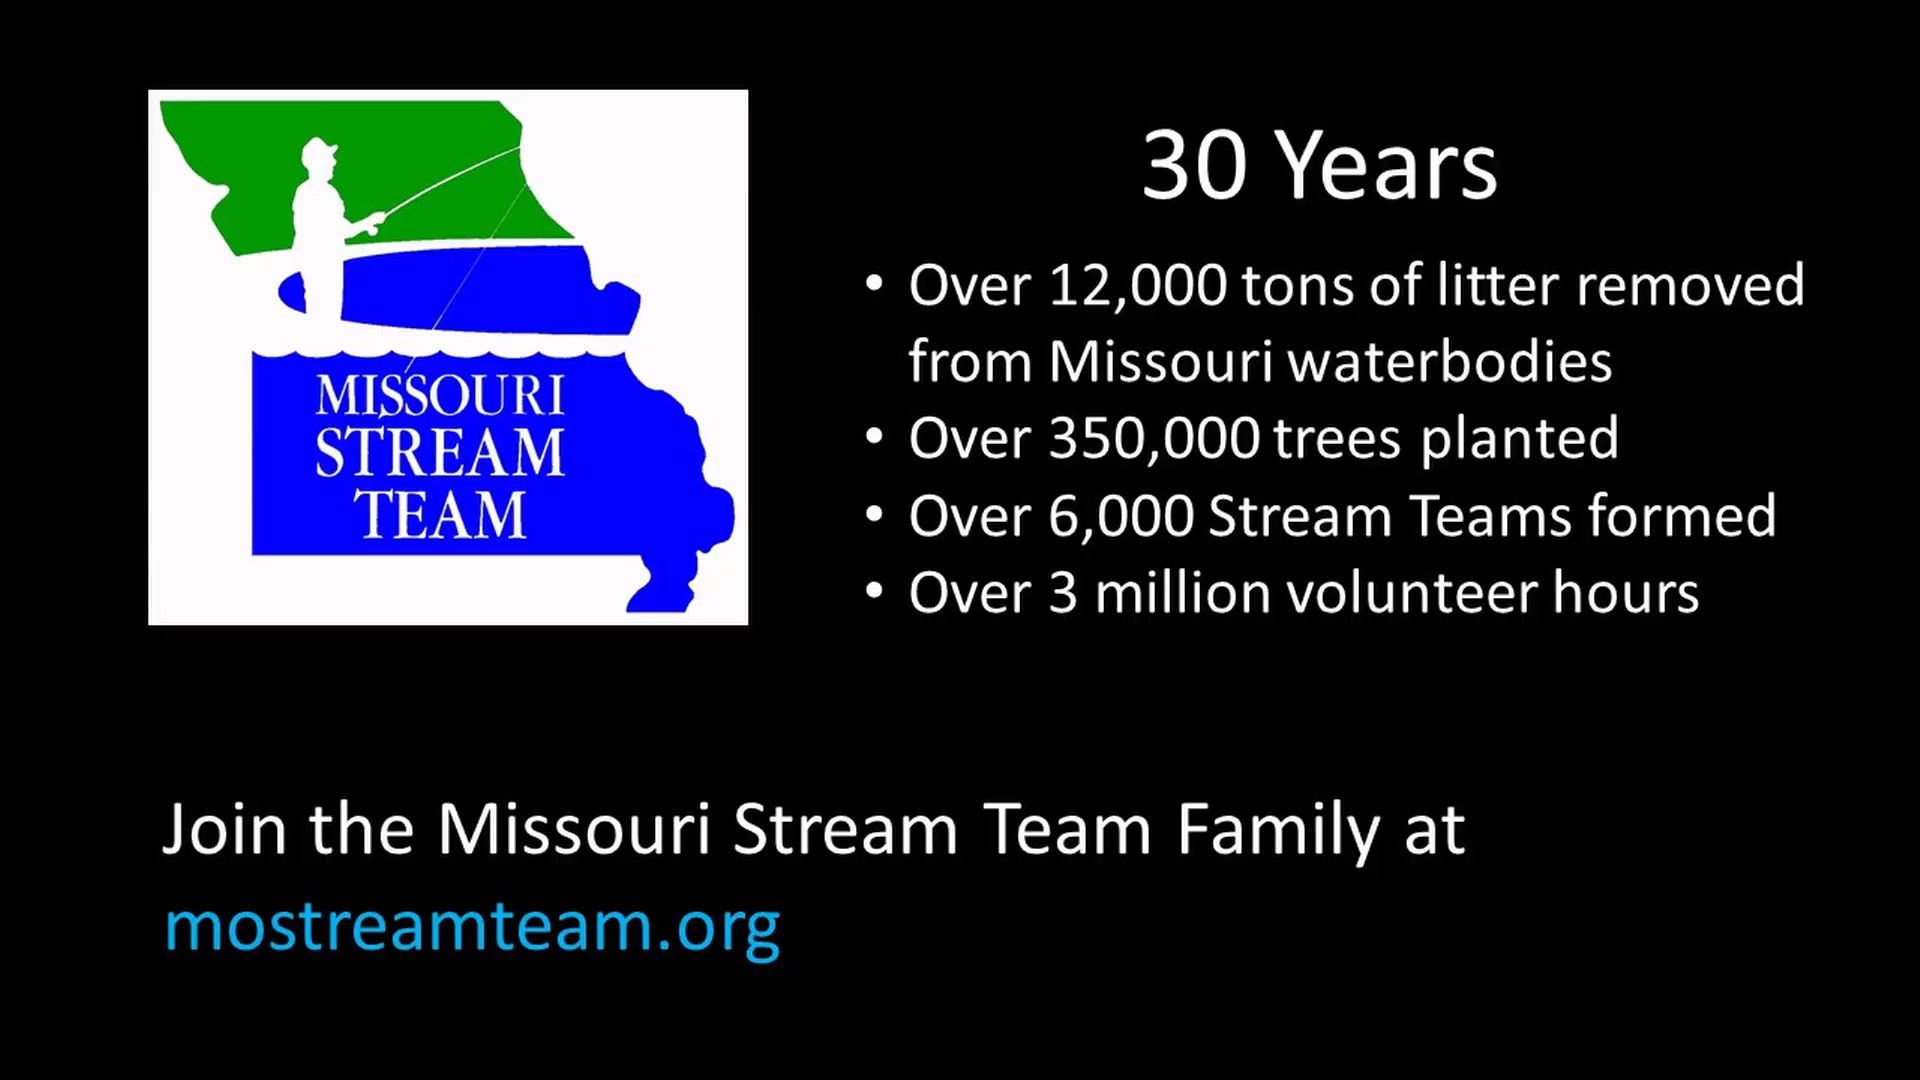 MISSOURI
STREAM
TEAM
30 Years
• Over 12,000 tons of litter removed
from Missouri waterbodies
• Over 350,000 trees planted
• Over 6,000 Stream Teams formed
• Over 3 million volunteer hours
Join the Missouri Stream Team Family at
mostreamteam.org